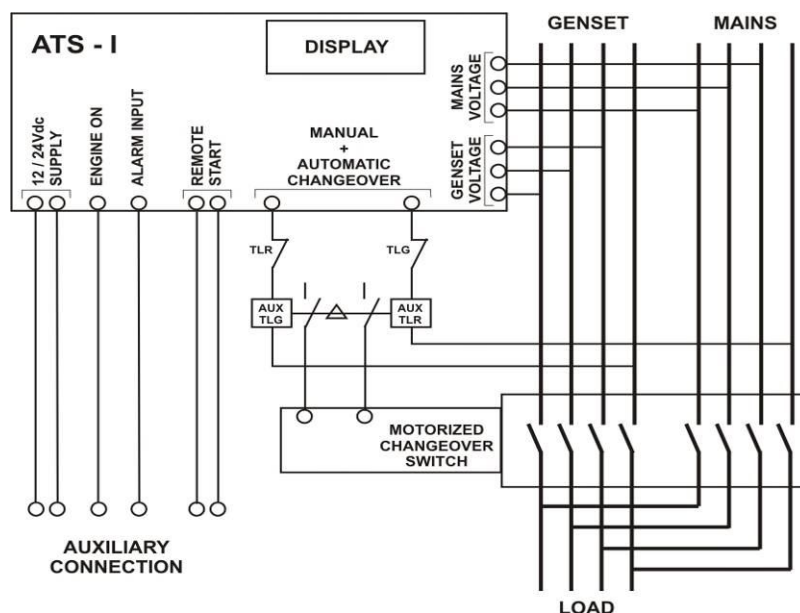 GENSET
MAINS
ATS - I
DISPLAY
MAINS
VOLTAGE
GENSET
VOLTAGE
12 / 24Vdc
SUPPLY
ENGINE ON
ALARM INPUT
REMOTE
START
MANUAL
+
AUTOMATIC
CHANGEOVER
TLR
TLG
AUX
TLG
AUX
TLR
MOTORIZED
CHANGEOVER
SWITCH
AUXILIARY
CONNECTION
LOAD